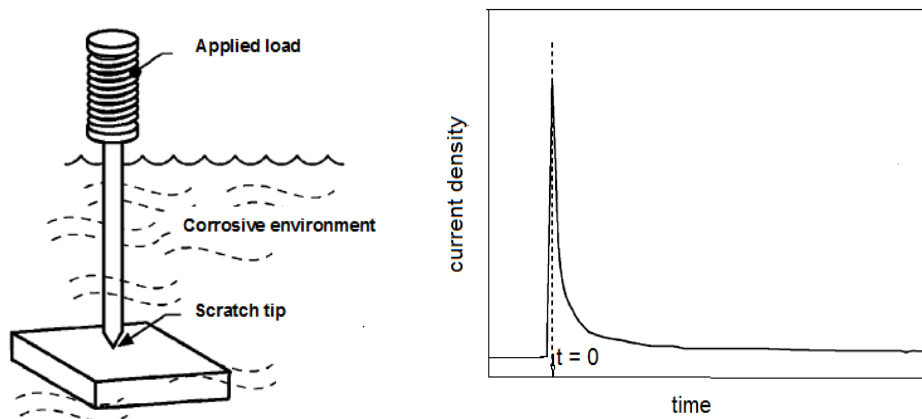 Applied load
Corrosive environment
Scratch tip
current density
t = 0
time